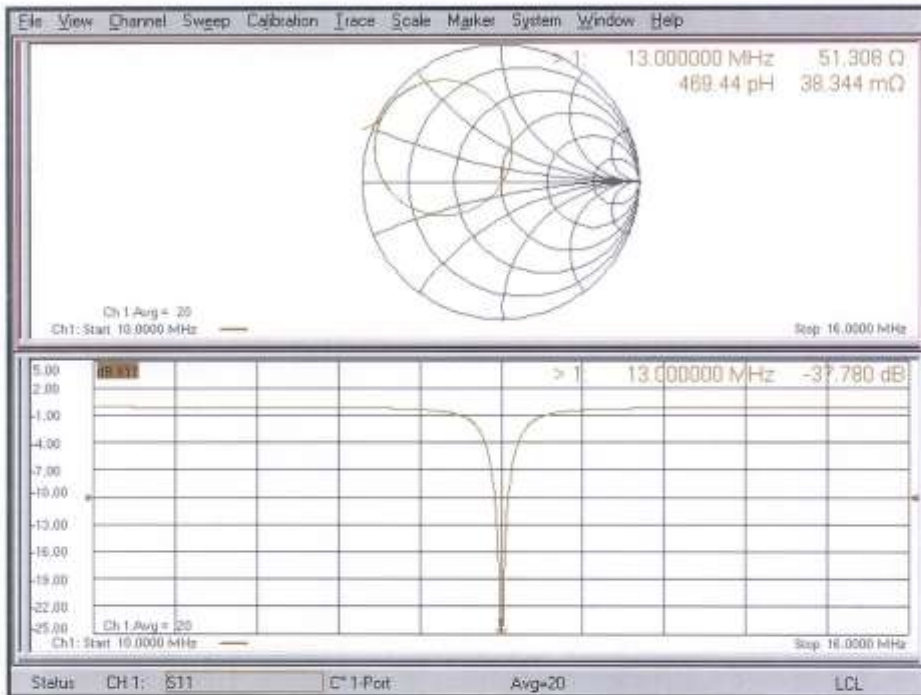 File View Channel Sweep Calibration Trace Scale Marker System Window Help
> 1: 13.000000 MHz 51.308 Ω
469.44 pH 38.344 mΩ
Ch 1 Avg = 20
Ch1: Start 10.0000 MHz
Stop 16.0000 MHz
5.00
dB S11
> 1: 13.000000 MHz -37.780 dB
2.00
-1.00
-4.00
-7.00
-10.00
-13.00
-16.00
-19.00
-22.00
-25.00
Ch 1 Avg = 20
Ch1: Start 10.0000 MHz
Stop 16.0000 MHz
Status CH 1: S11 C* 1-Port Avg=20 LCL